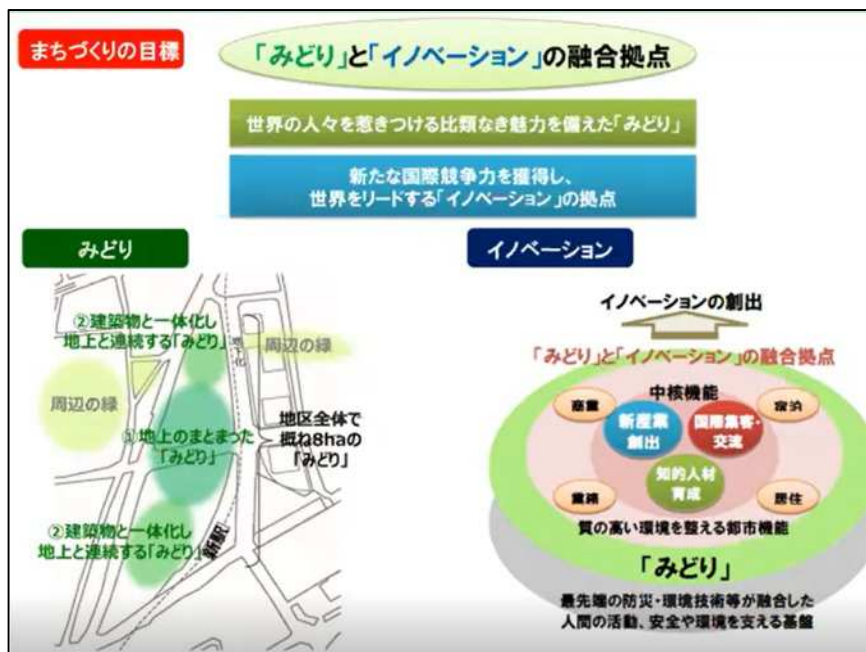 まちづくりの目標
「みどり」と「イノベーション」の融合拠点
世界の人々を惹きつける比類なき魅力を備えた「みどり」
新たな国際競争力を獲得し、
世界をリードする「イノベーション」の拠点
みどり
②建築物と一体化し
地上と連続する「みどり」
地下化
周辺の緑
周辺の緑
①地上のまとまった
「みどり」
地区全体で
概ね8haの
「みどり」
②建築物と一体化し
地上と連続する「みどり」
新駅
イノベーション
イノベーションの創出
「みどり」と「イノベーション」の融合拠点
中核機能
商業
宿泊
新産業
創出
国際集客・
交流
知的人材
育成
業務
居住
質の高い環境を整える都市機能
「みどり」
最先端の防災・環境技術等が融合した
人間の活動、安全や環境を支える基盤